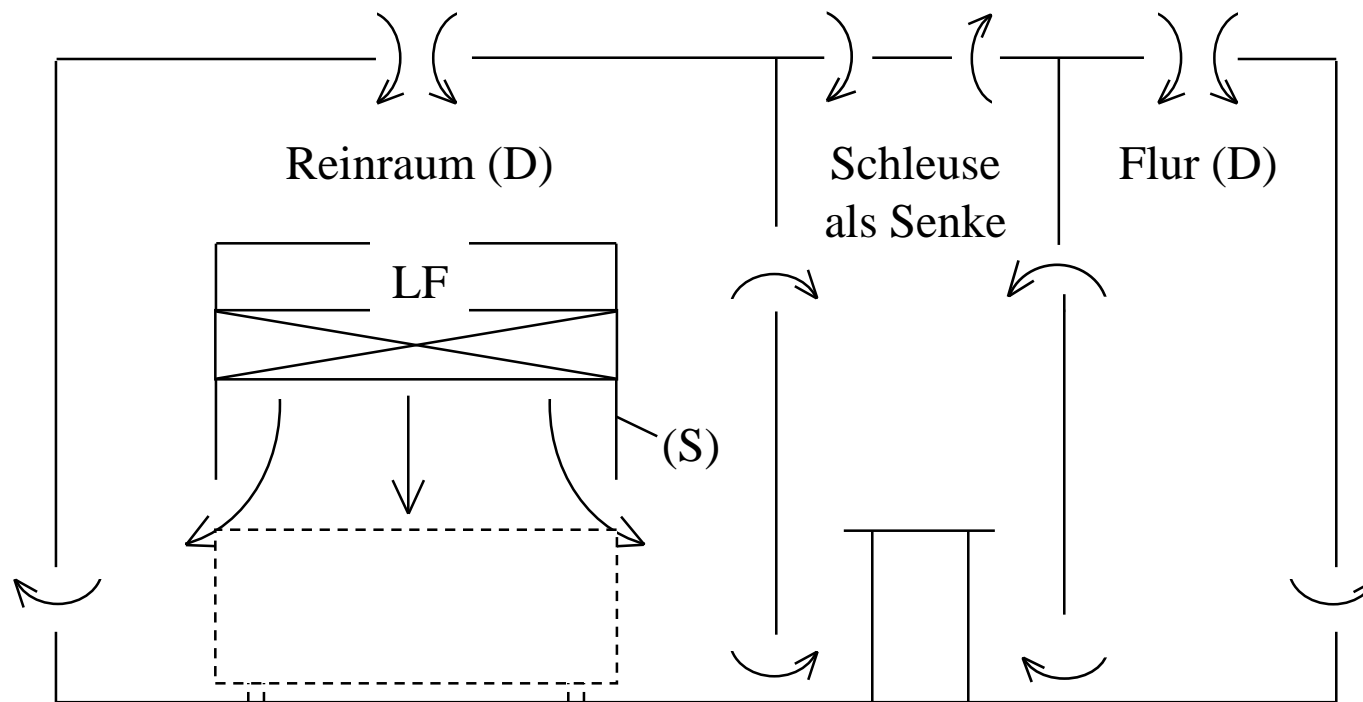 Reinraum (D)
Schleuse
als Senke
Flur (D)
LF
(S)